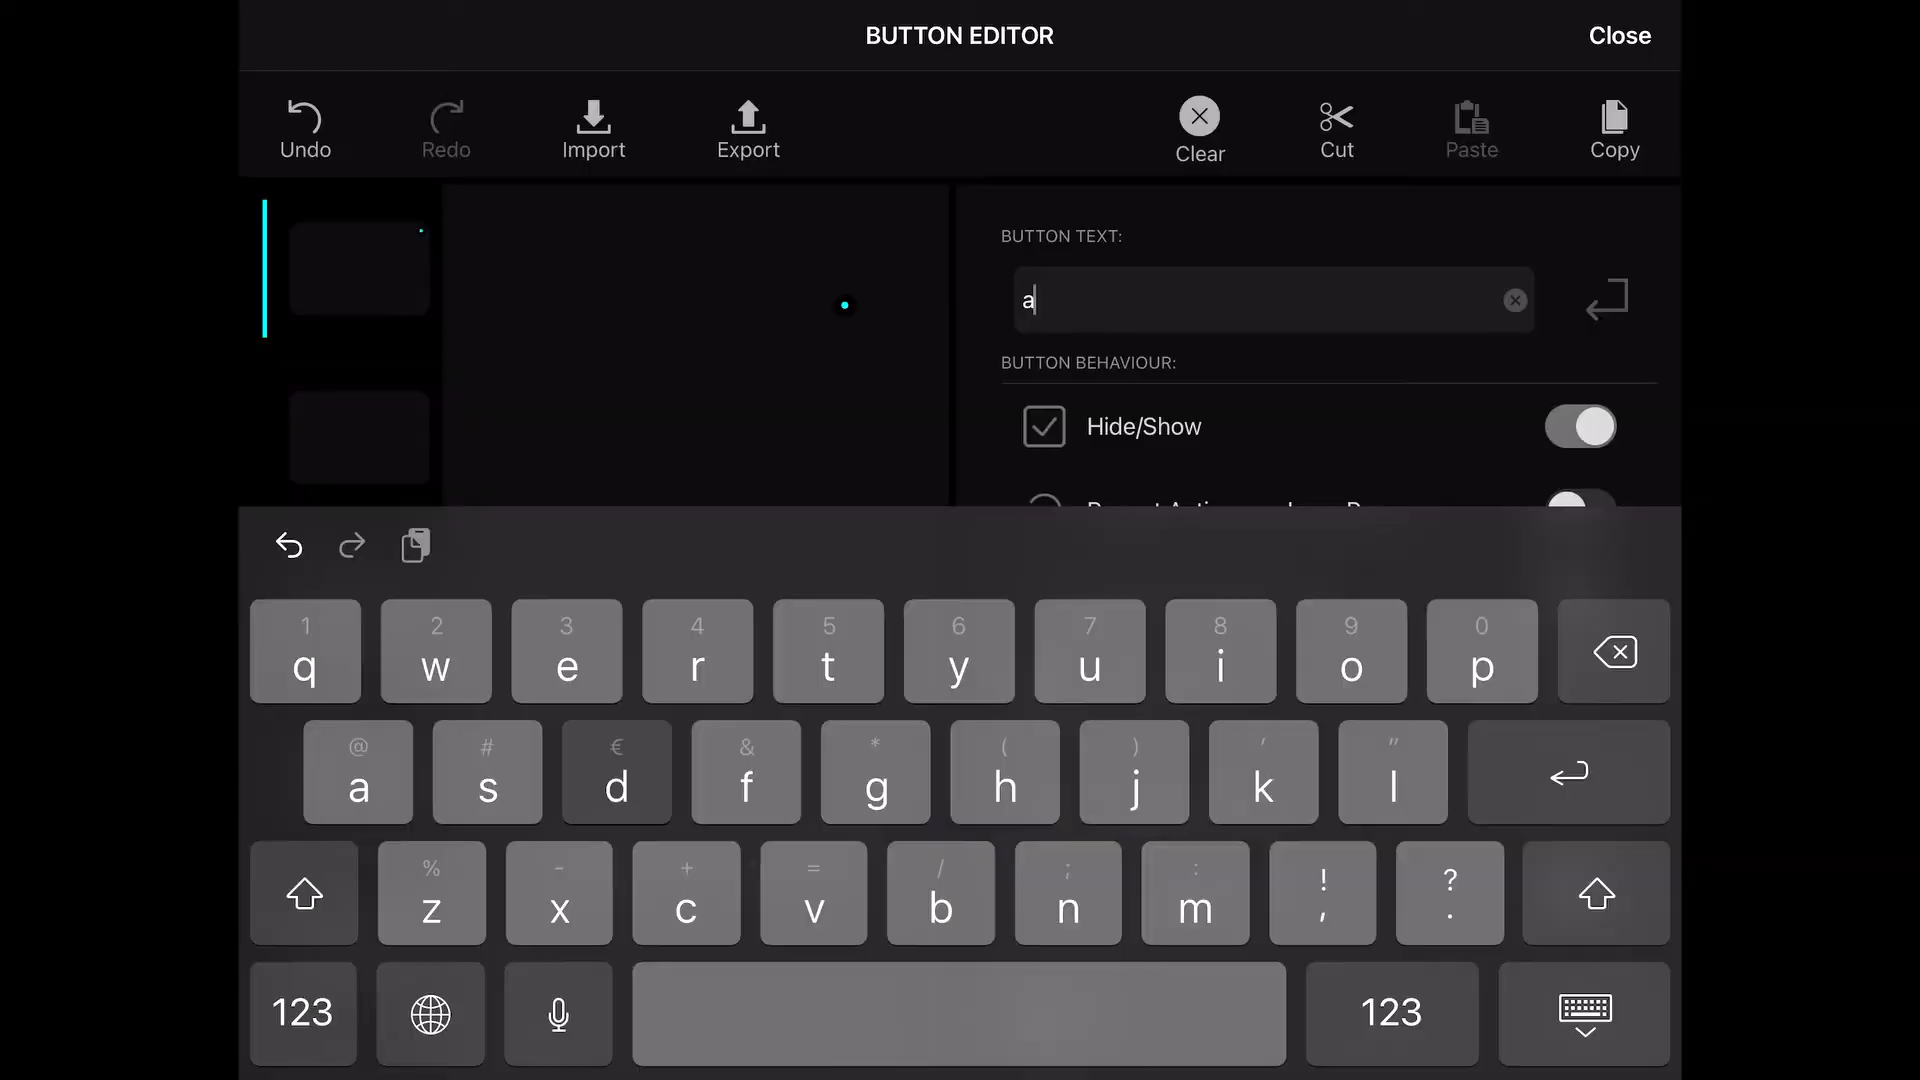 BUTTON EDITOR
Close
Undo
Redo
Import
Export
Clear
Cut
Paste
Copy
BUTTON TEXT:
a
BUTTON BEHAVIOUR:
Hide/Show
1 2 3 4 5 6 7 8 9 0
q w e r t y u i o p
@ # € & * ( ) ' "
a s d f g h j k l
% - + = / ; : ! ?
z x c v b n m , .
123
123